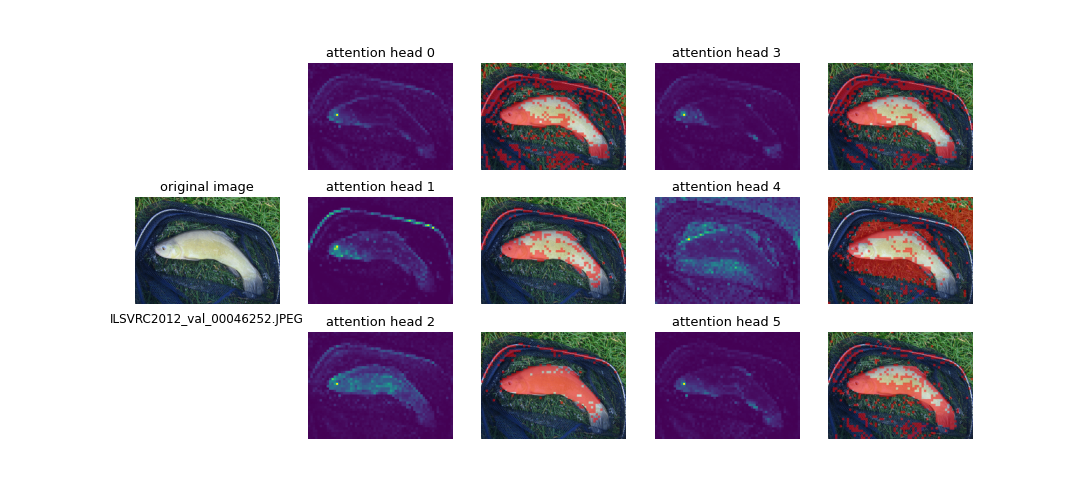 attention head 0
attention head 3
original image
attention head 1
attention head 4
ILSVRC2012_val_00046252.JPEG
attention head 2
attention head 5